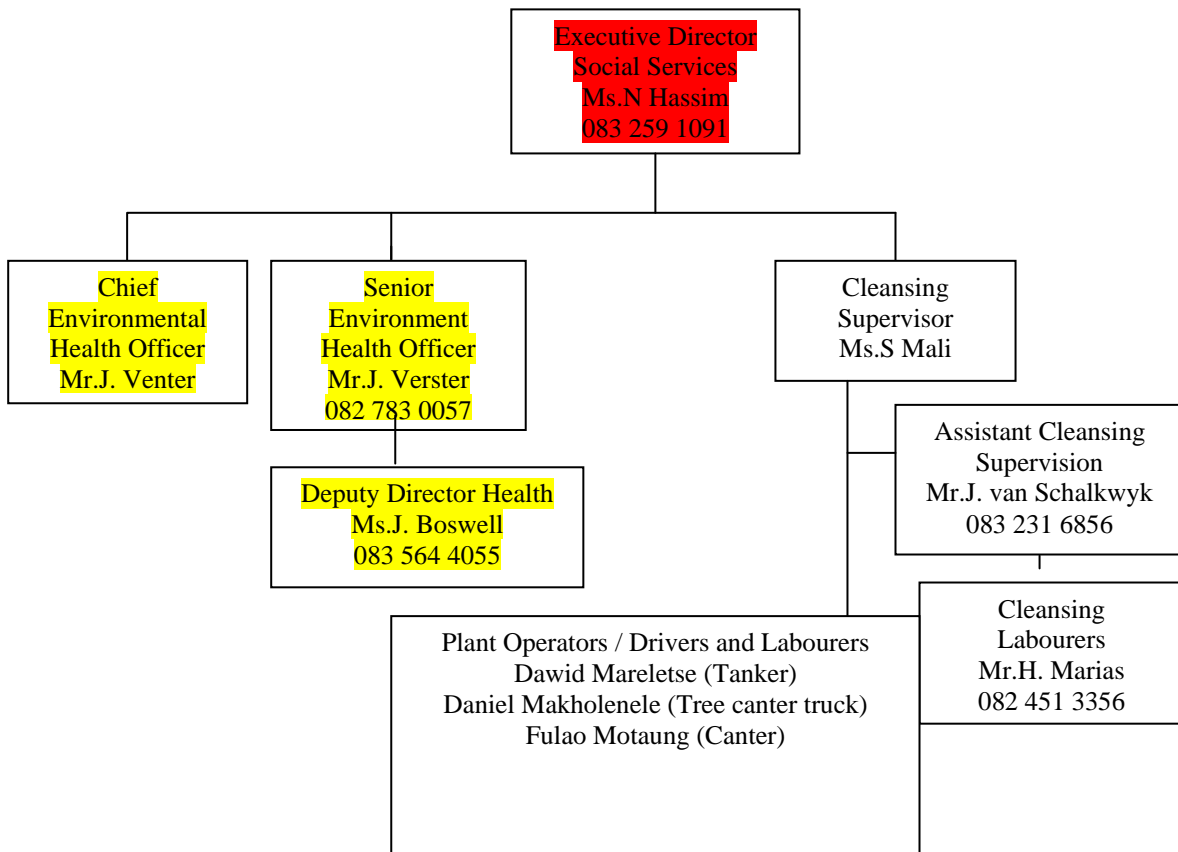 Executive Director
Social Services
Ms.N Hassim
083 259 1091
Chief
Environmental
Health Officer
Mr.J. Venter
Senior
Environment
Health Officer
Mr.J. Verster
082 783 0057
Cleansing
Supervisor
Ms.S Mali
Deputy Director Health
Ms.J. Boswell
083 564 4055
Assistant Cleansing
Supervision
Mr.J. van Schalkwyk
083 231 6856
Plant Operators / Drivers and Labourers
Dawid Mareletse (Tanker)
Daniel Makholenele (Tree canter truck)
Fulao Motaung (Canter)
Cleansing
Labourers
Mr.H. Marias
082 451 3356